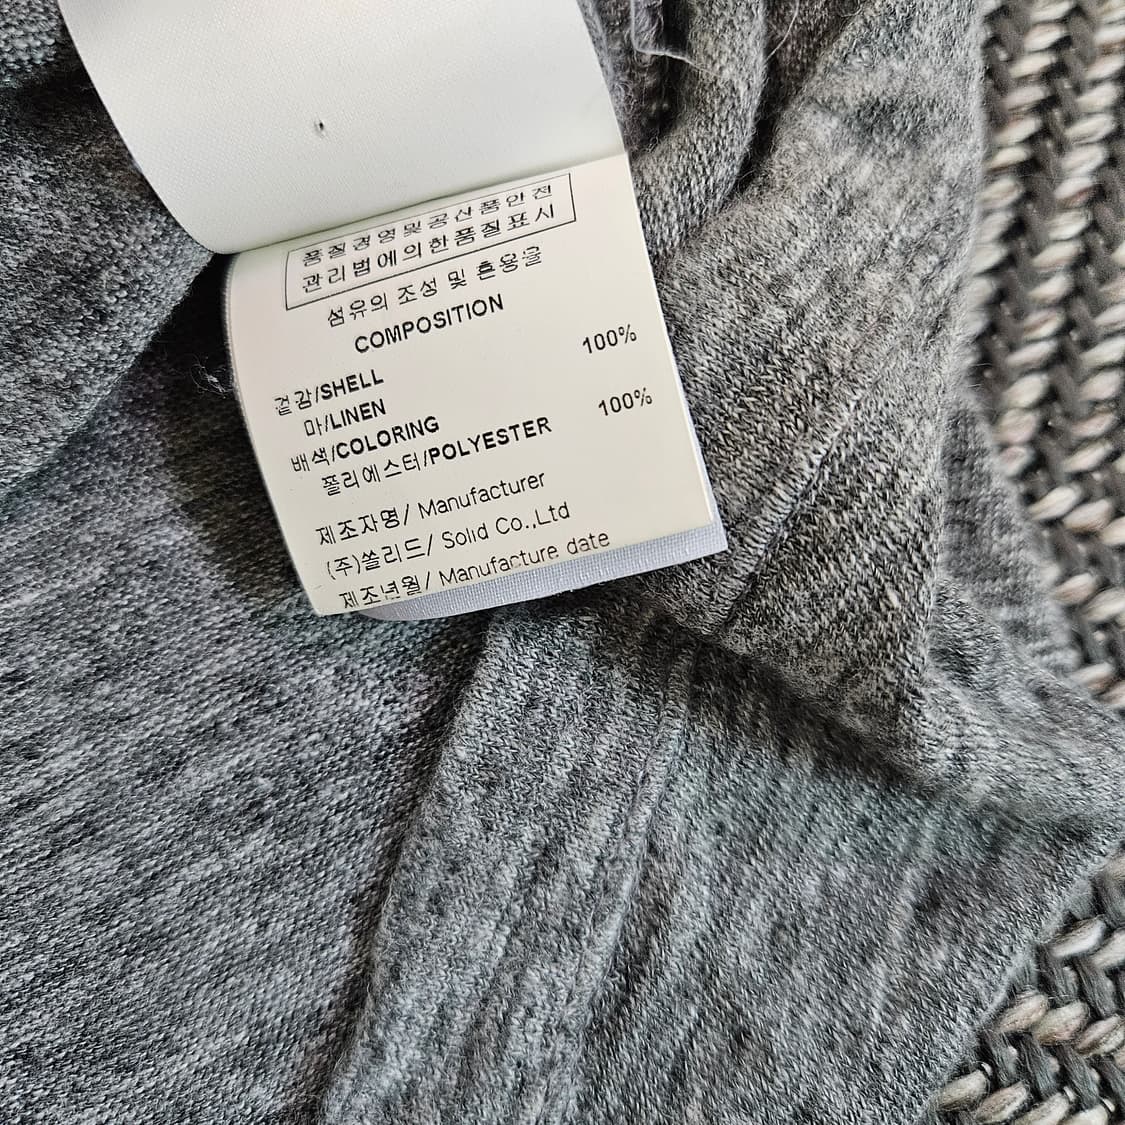 품질경영및공산품안전
관리법에의한품질표시
섬유의 조성 및 혼용율
COMPOSITION
겉감/SHELL
마/LINEN 100%
배색/COLORING
폴리에스터/POLYESTER 100%
제조자명/ Manufacturer
(주)쏠리드/ Solid Co.,Ltd
제조년월/ Manufacture date